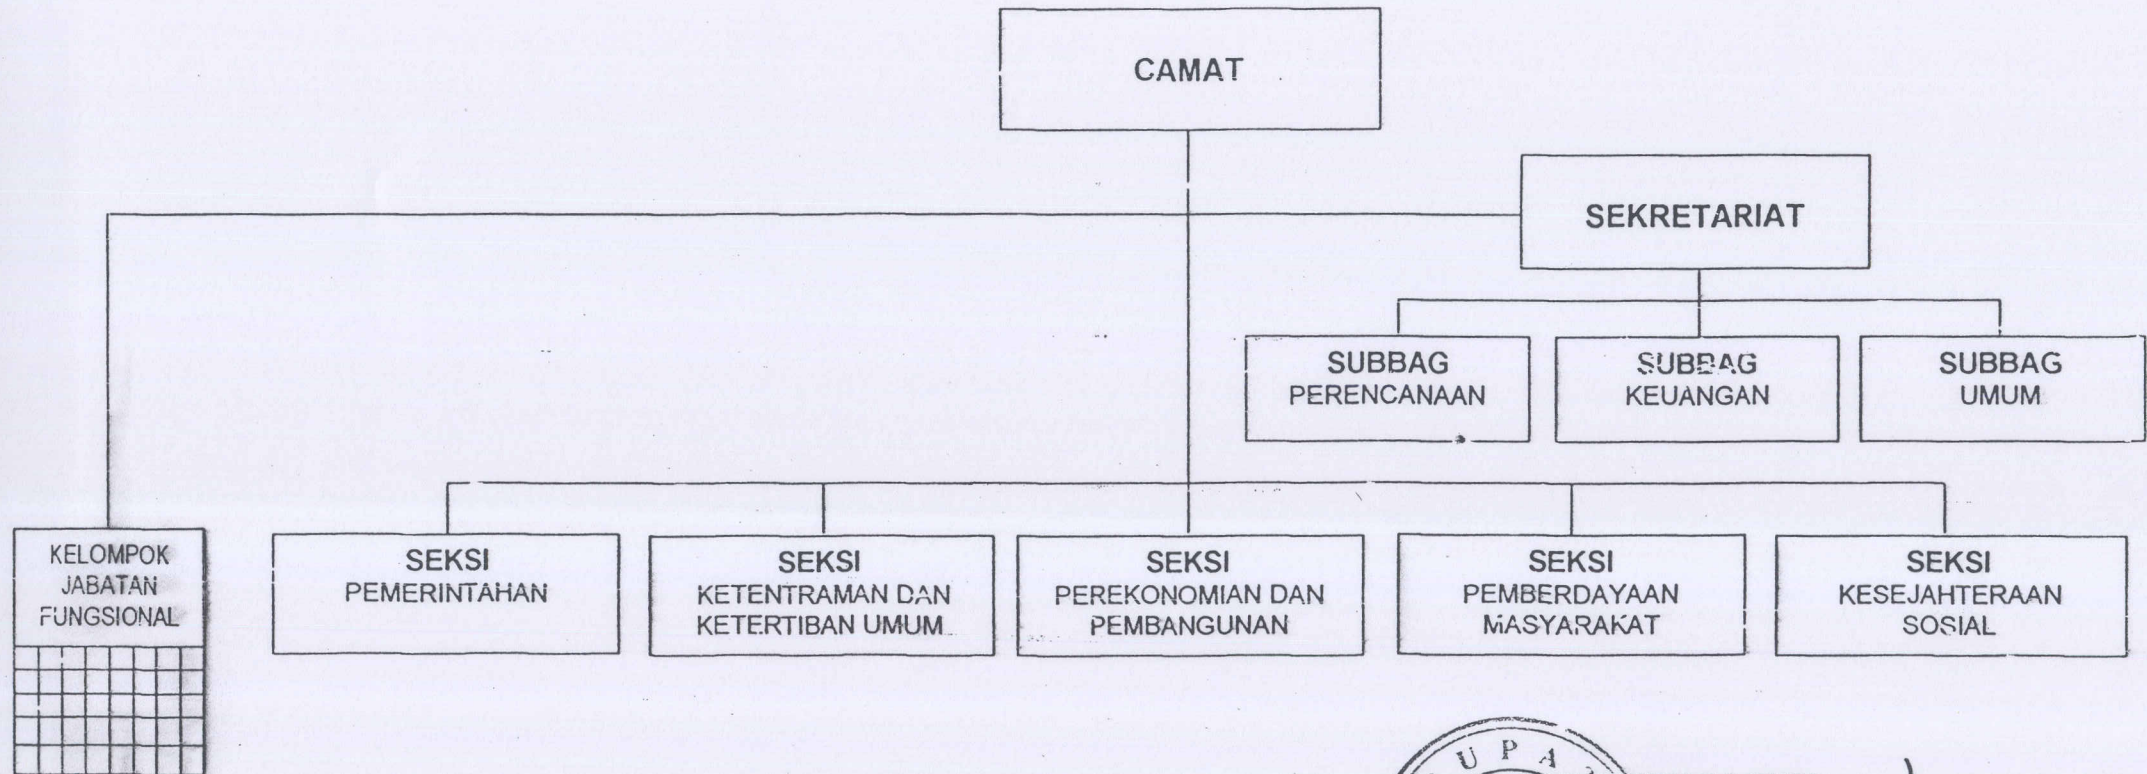 CAMAT
SEKRETARIAT
SUBBAG
PERENCANAAN
SUBBAG
KEUANGAN
SUBBAG
UMUM
KELOMPOK
JABATAN
FUNGSIONAL
SEKSI
PEMERINTAHAN
SEKSI
KETENTRAMAN DAN
KETERTIBAN UMUM
SEKSI
PEREKONOMIAN DAN
PEMBANGUNAN
SEKSI
PEMBERDAYAAN
MASYARAKAT
SEKSI
KESEJAHTERAAN
SOSIAL